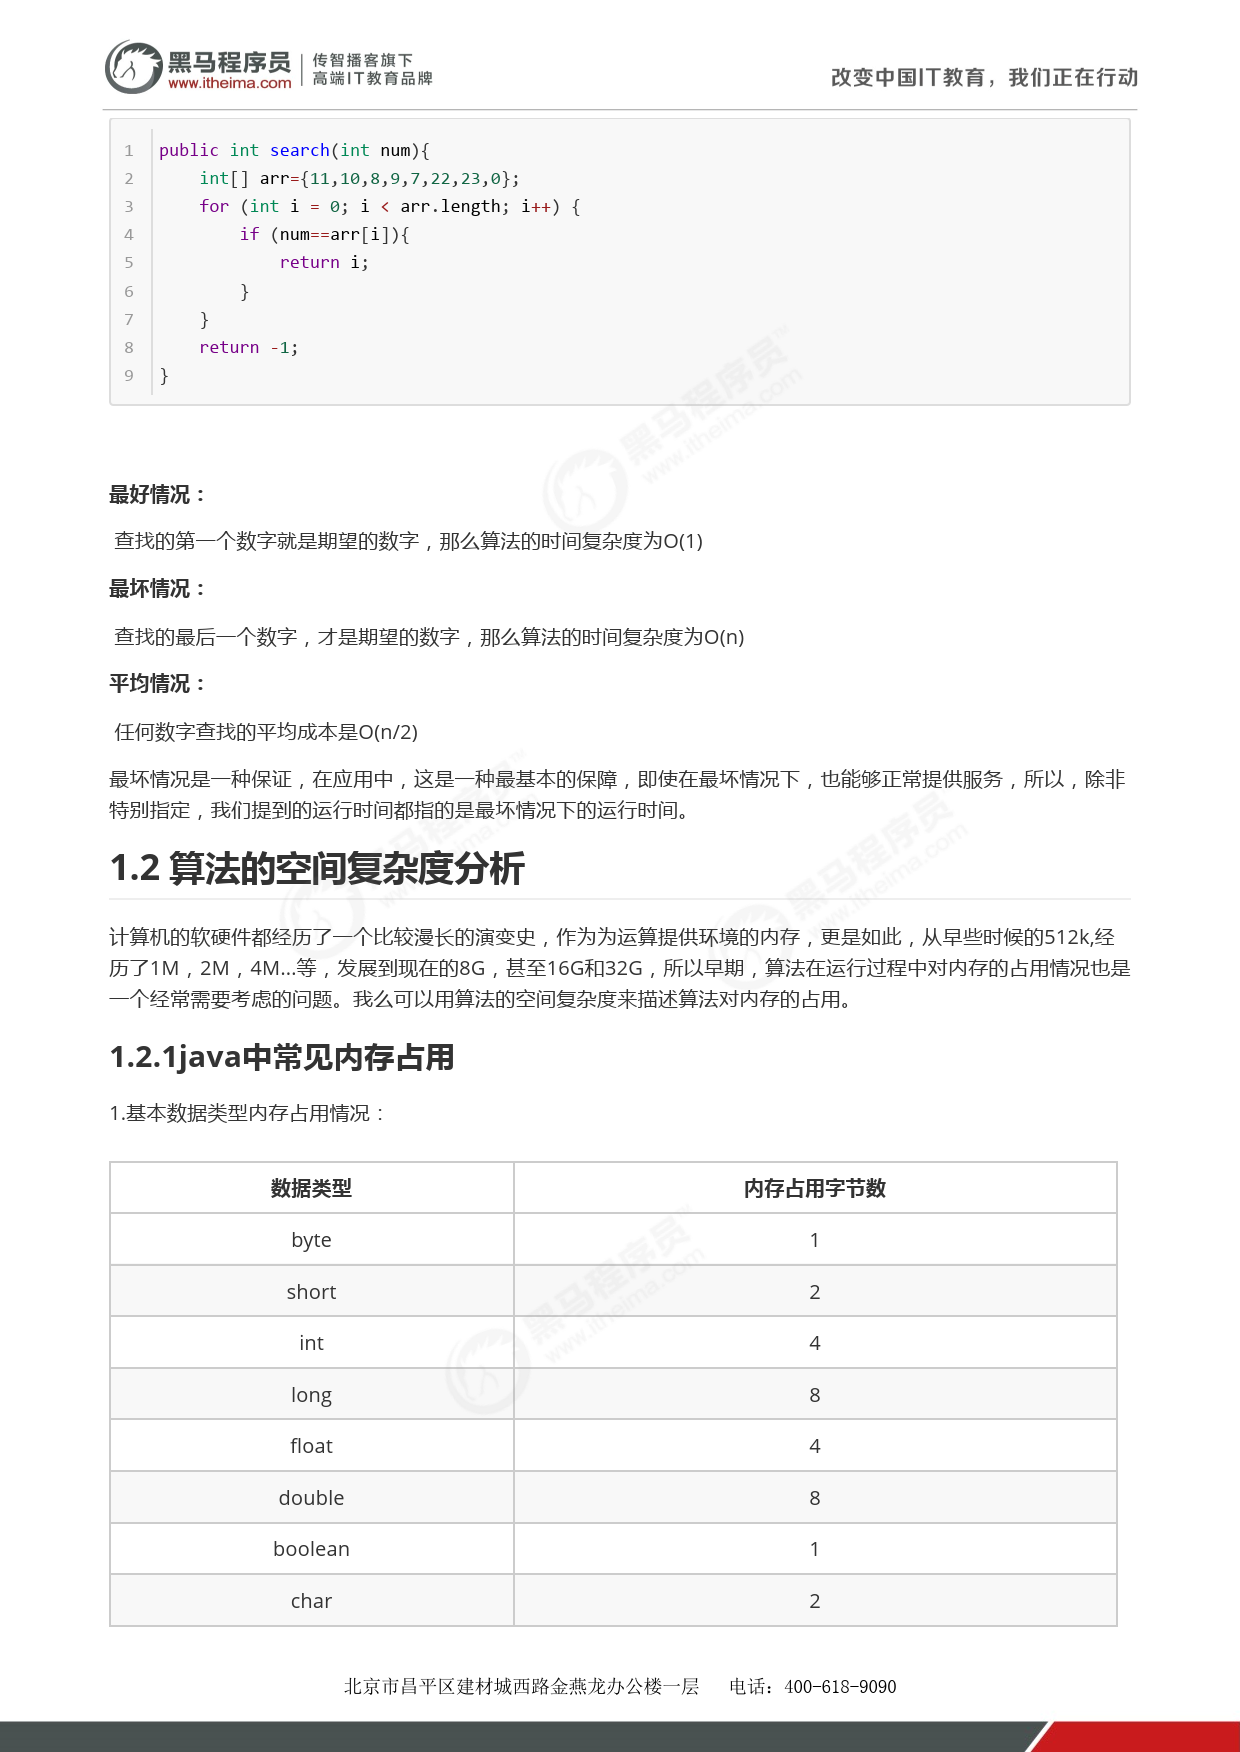 黑马程序员 传智播客旗下
www.itheima.com 高端IT教育品牌
改变中国IT教育，我们正在行动
1 public int search(int num){
2     int[] arr={11,10,8,9,7,22,23,0};
3     for (int i = 0; i < arr.length; i++) {
4         if (num==arr[i]){
5             return i;
6         }
7     }
8     return -1;
9 }
最好情况：
查找的第一个数字就是期望的数字，那么算法的时间复杂度为O(1)
最坏情况：
查找的最后一个数字，才是期望的数字，那么算法的时间复杂度为O(n)
平均情况：
任何数字查找的平均成本是O(n/2)
最坏情况是一种保证，在应用中，这是一种最基本的保障，即使在最坏情况下，也能够正常提供服务，所以，除非
特别指定，我们提到的运行时间都指的是最坏情况下的运行时间。
1.2 算法的空间复杂度分析
计算机的软硬件都经历了一个比较漫长的演变史，作为为运算提供环境的内存，更是如此，从早些时候的512k,经
历了1M，2M，4M...等，发展到现在的8G，甚至16G和32G，所以早期，算法在运行过程中对内存的占用情况也是
一个经常需要考虑的问题。我么可以用算法的空间复杂度来描述算法对内存的占用。
1.2.1java中常见内存占用
1.基本数据类型内存占用情况：
数据类型 内存占用字节数
byte 1
short 2
int 4
long 8
float 4
double 8
boolean 1
char 2
北京市昌平区建材城西路金燕龙办公楼一层 电话：400-618-9090